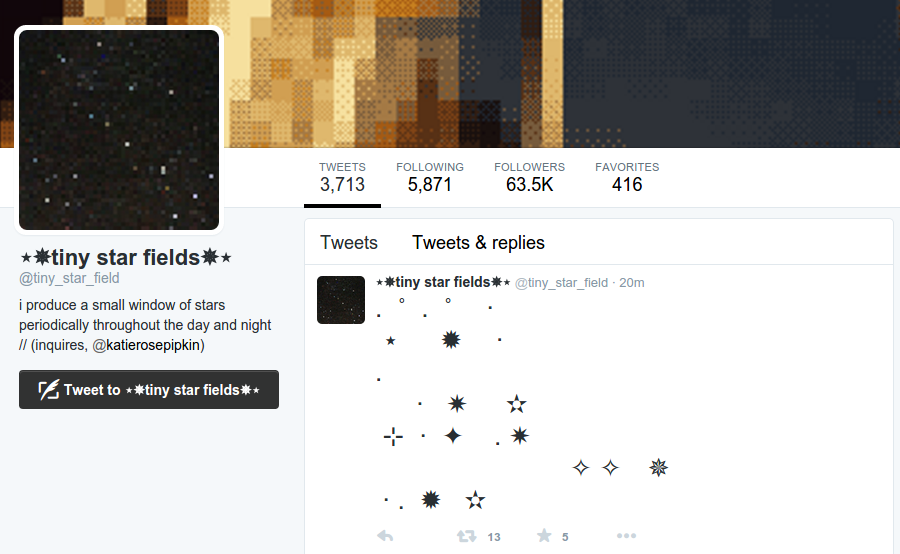 TWEETS FOLLOWING FOLLOWERS FAVORITES
3,713 5,871 63.5K 416
⋆✸tiny star fields✸⋆
@tiny_star_field
i produce a small window of stars
periodically throughout the day and night
// (inquires, @katierosepipkin)
Tweet to ⋆✸tiny star fields✸⋆
Tweets Tweets & replies
⋆✸tiny star fields✸⋆ @tiny_star_field · 20m
. ˚ . ˚ ·
⋆ ✹ ·
·
· ✷ ✫
⊹ · ✦ . ✷
✧ ✧ ✵
· . ✹ ✫
13 5